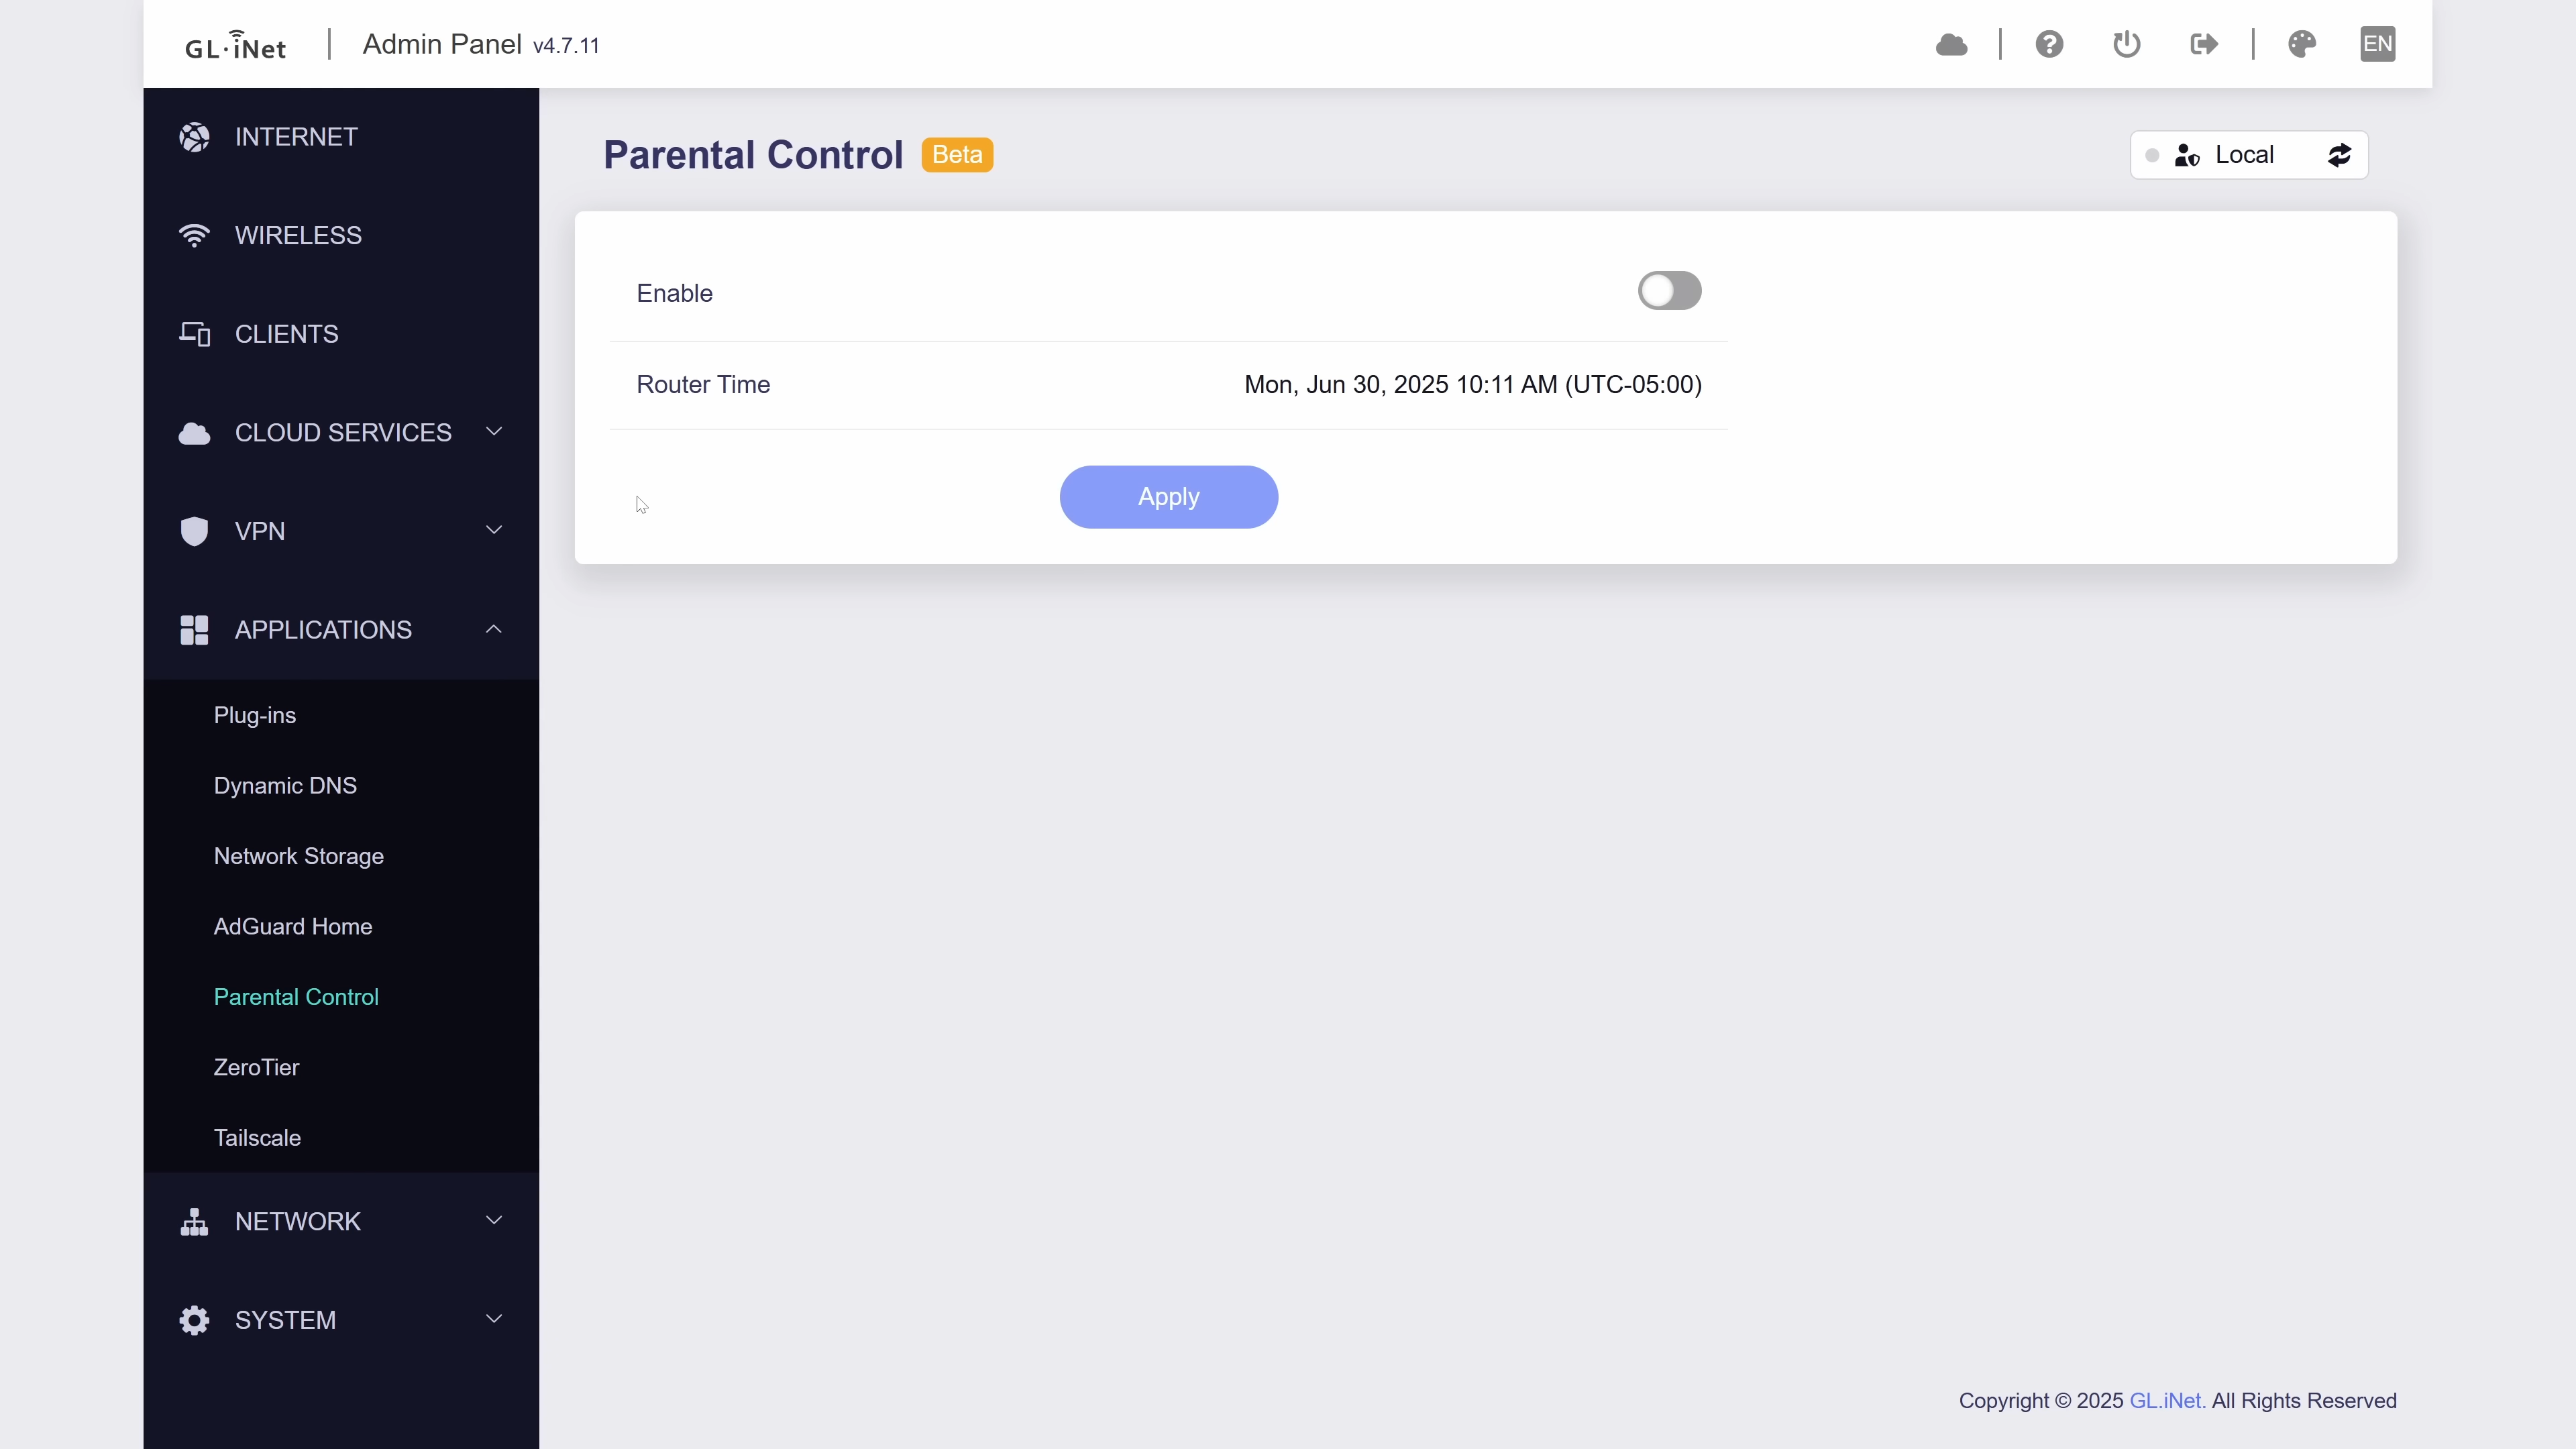 GL·iNet | Admin Panel v4.7.11
EN
INTERNET
WIRELESS
CLIENTS
CLOUD SERVICES
VPN
APPLICATIONS
Plug-ins
Dynamic DNS
Network Storage
AdGuard Home
Parental Control
ZeroTier
Tailscale
NETWORK
SYSTEM
Parental Control Beta
Local
Enable
Router Time Mon, Jun 30, 2025 10:11 AM (UTC-05:00)
Apply
Copyright © 2025 GL.iNet. All Rights Reserved